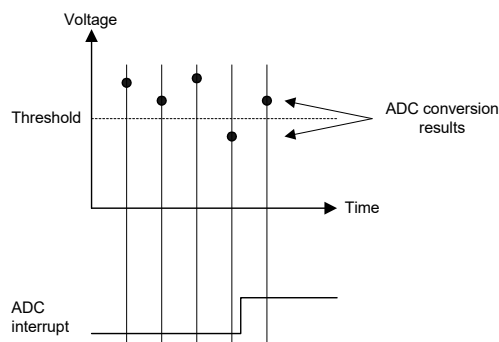 Voltage
Threshold
ADC conversion
results
Time
ADC
interrupt